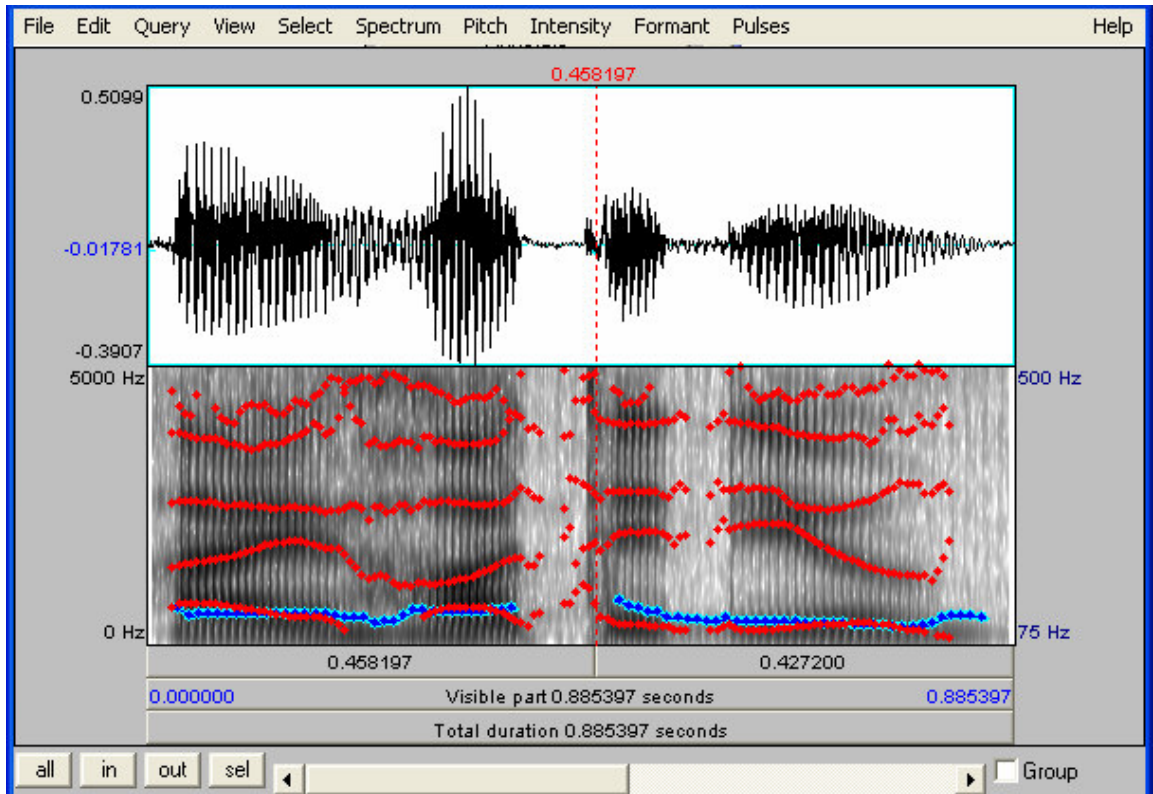 File Edit Query View Select Spectrum Pitch Intensity Formant Pulses Help
0.458197
0.5099
-0.01781
-0.3907
5000 Hz
500 Hz
0 Hz
75 Hz
0.458197 0.427200
0.000000 Visible part 0.885397 seconds 0.885397
Total duration 0.885397 seconds
all in out sel Group